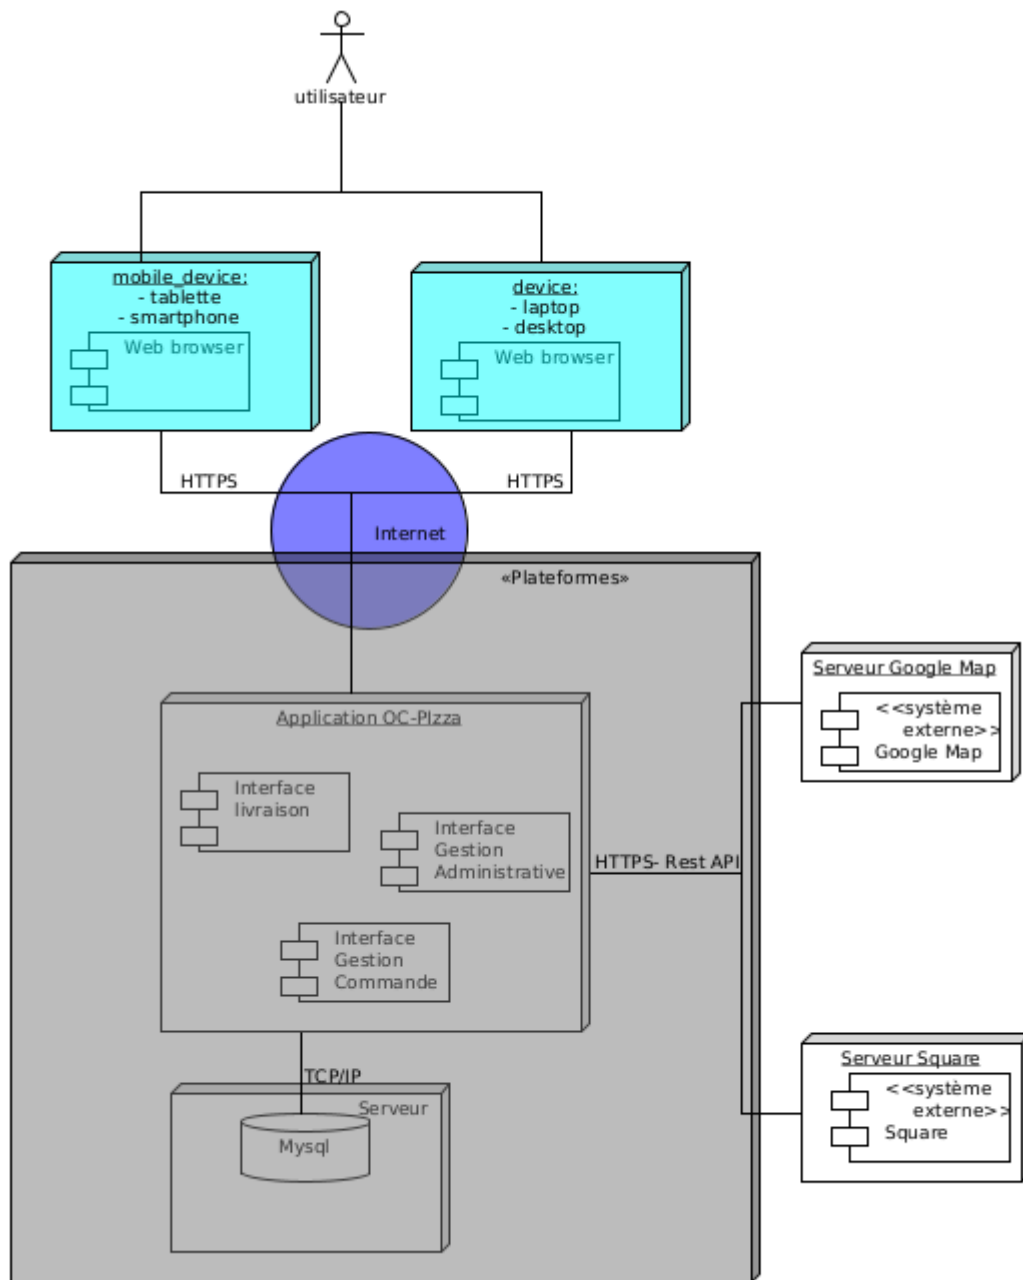 utilisateur
mobile_device:
- tablette
- smartphone
Web browser
device:
- laptop
- desktop
Web browser
HTTPS
HTTPS
Internet
«Plateformes»
Application OC-PIzza
Interface
livraison
Interface
Gestion
Administrative
Interface
Gestion
Commande
HTTPS- Rest API
Serveur Google Map
<<système
externe>>
Google Map
Serveur Square
<<système
externe>>
Square
TCP/IP
Serveur
Mysql